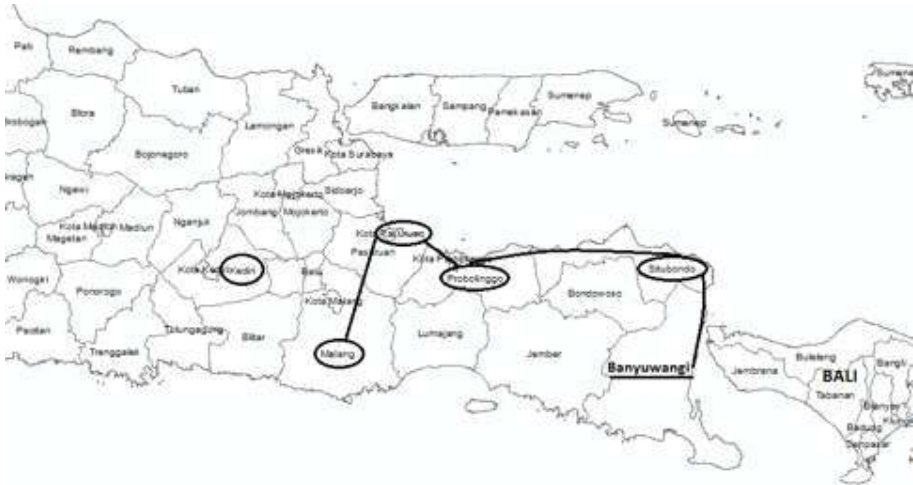 Pati
Rembang
Tuban
Blora
Lamongan
Bangkalan
Sampang
Pamekasan
Sumenep
Sumenep
Bojonegoro
Gresik
Kota Surabaya
Ngawi
Kota Mojokerto
Sidoarjo
Nganjuk
Jombang
Mojokerto
Kota Madiun
Madiun
Magetan
Pasuruan
Kota Kediri
Kediri
Batu
Probolinggo
Situbondo
Wonogiri
Ponorogo
Kota Malang
Bondowoso
Pacitan
Trenggalek
Tulungagung
Blitar
Malang
Lumajang
Jember
Banyuwangi
Buleleng
Jembrana
BALI
Bangli
Tabanan
Badung
Denpasar